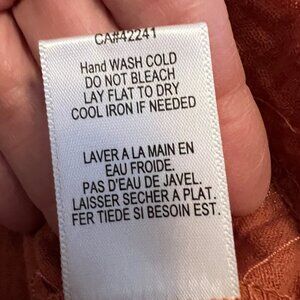 CA#42241
Hand WASH COLD
DO NOT BLEACH
LAY FLAT TO DRY
COOL IRON IF NEEDED
LAVER A LA MAIN EN
EAU FROIDE.
PAS D'EAU DE JAVEL.
LAISSER SECHER A PLAT.
FER TIEDE SI BESOIN EST.